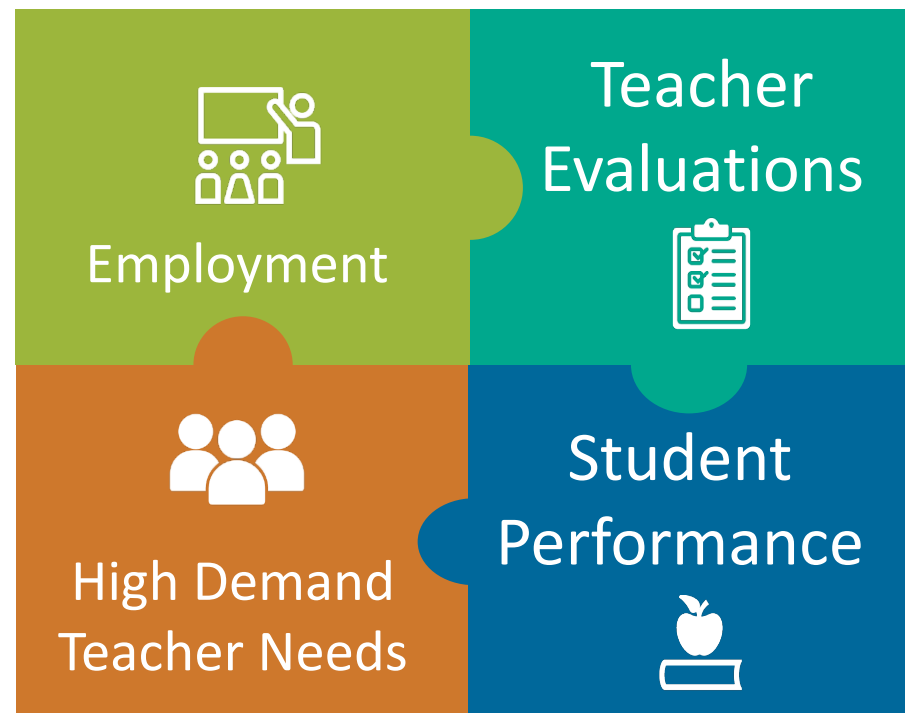 Employment
Teacher
Evaluations
High Demand
Teacher Needs
Student
Performance